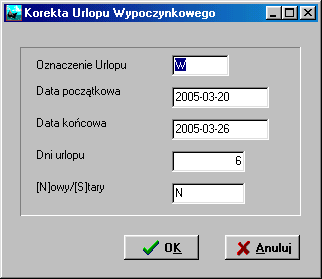 Korekta Urlopu Wypoczynkowego
Oznaczenie Urlopu W
Data początkowa 2005-03-20
Data końcowa 2005-03-26
Dni urlopu 6
[N]owy/[S]tary N
OK Anuluj